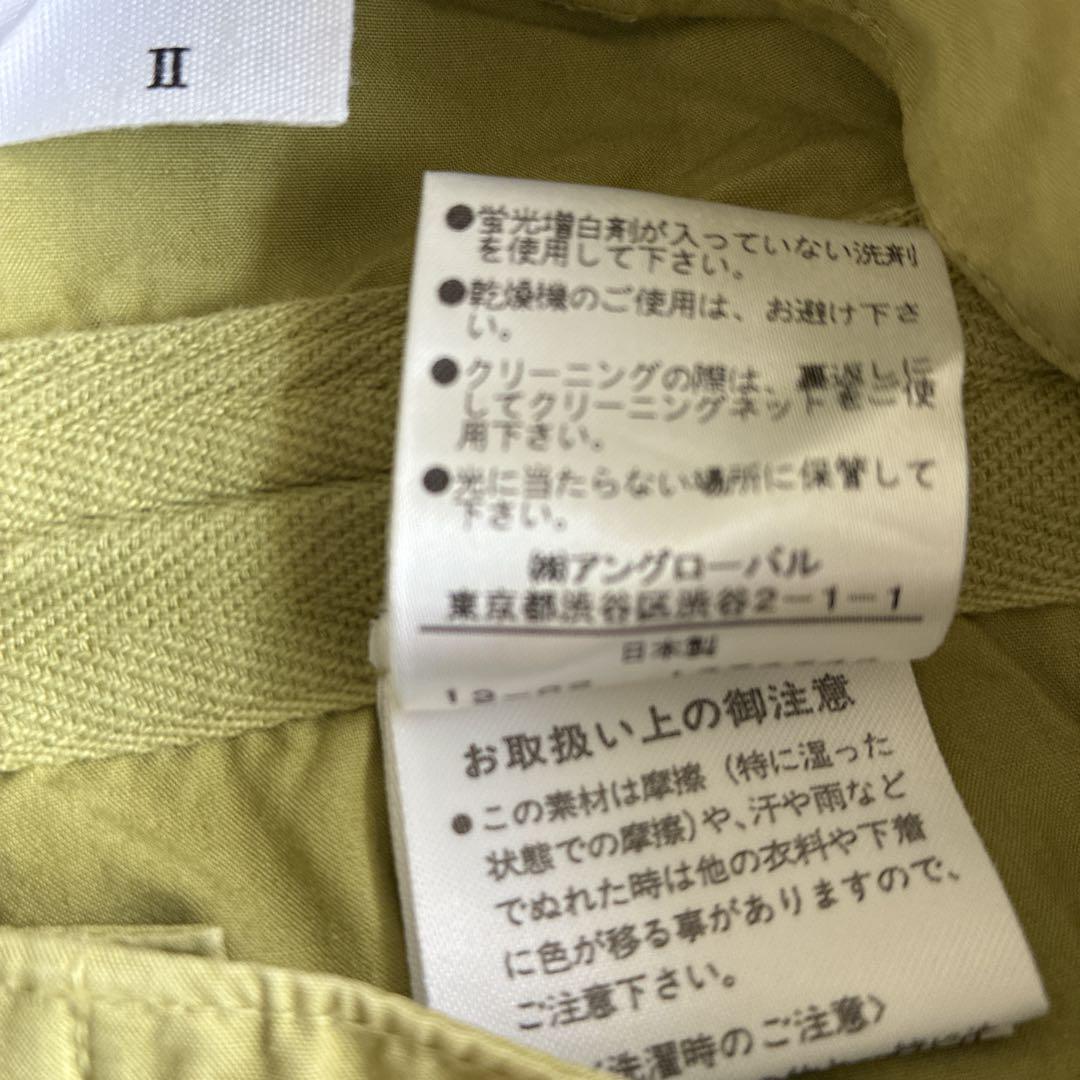 II
●蛍光増白剤が入っていない洗剤
を使用して下さい。
●乾燥機のご使用は、お避け下さ
い。
●クリーニングの際は、裏返しに
してクリーニングネットをご使
用下さい。
●光に当たらない場所に保管して
下さい。
㈱アングローバル
東京都渋谷区渋谷2-1-1
日本製
お取扱い上の御注意
●この素材は摩擦（特に湿った
状態での摩擦）や、汗や雨など
でぬれた時は他の衣料や下着
に色が移る事がありますので、
ご注意下さい。
洗濯時のご注意〉